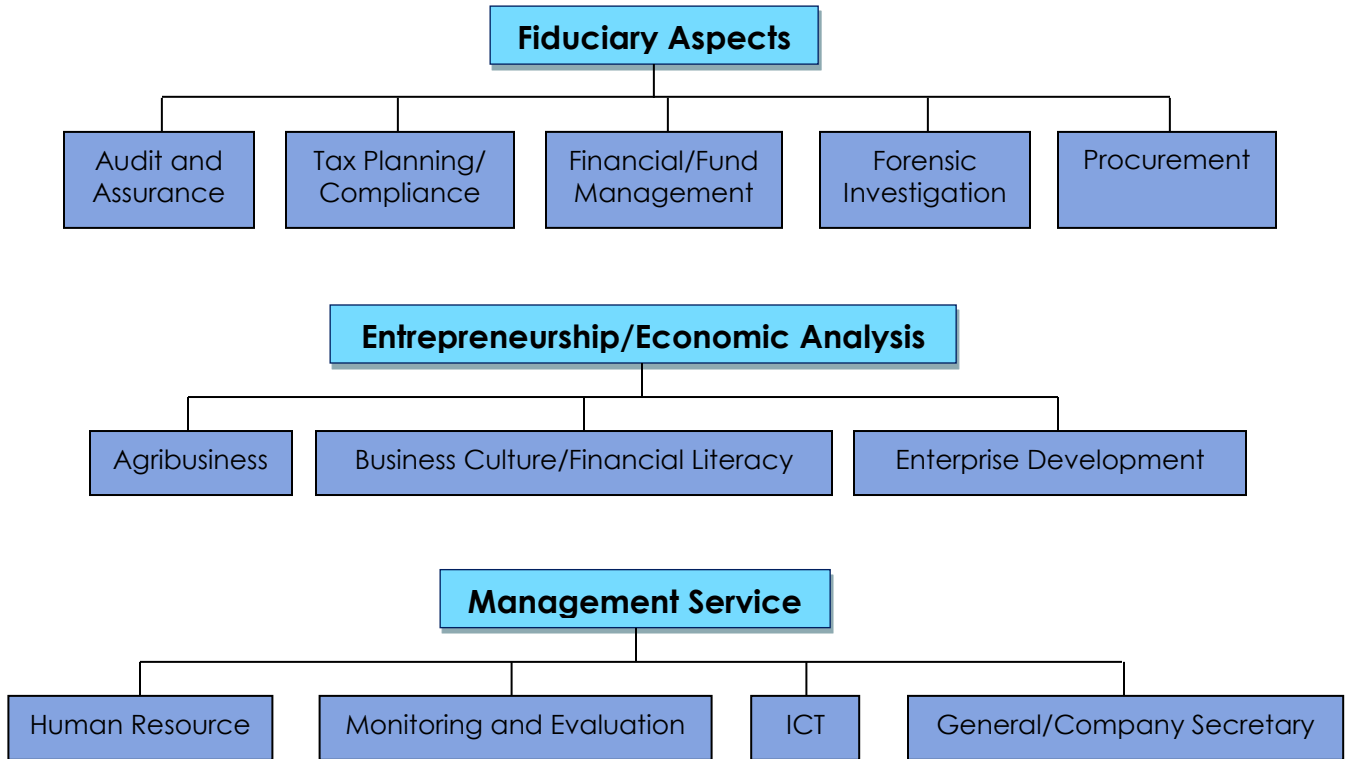 Fiduciary Aspects
Audit and
Assurance
Tax Planning/
Compliance
Financial/Fund
Management
Forensic
Investigation
Procurement
Entrepreneurship/Economic Analysis
Agribusiness
Business Culture/Financial Literacy
Enterprise Development
Management Service
Human Resource
Monitoring and Evaluation
ICT
General/Company Secretary